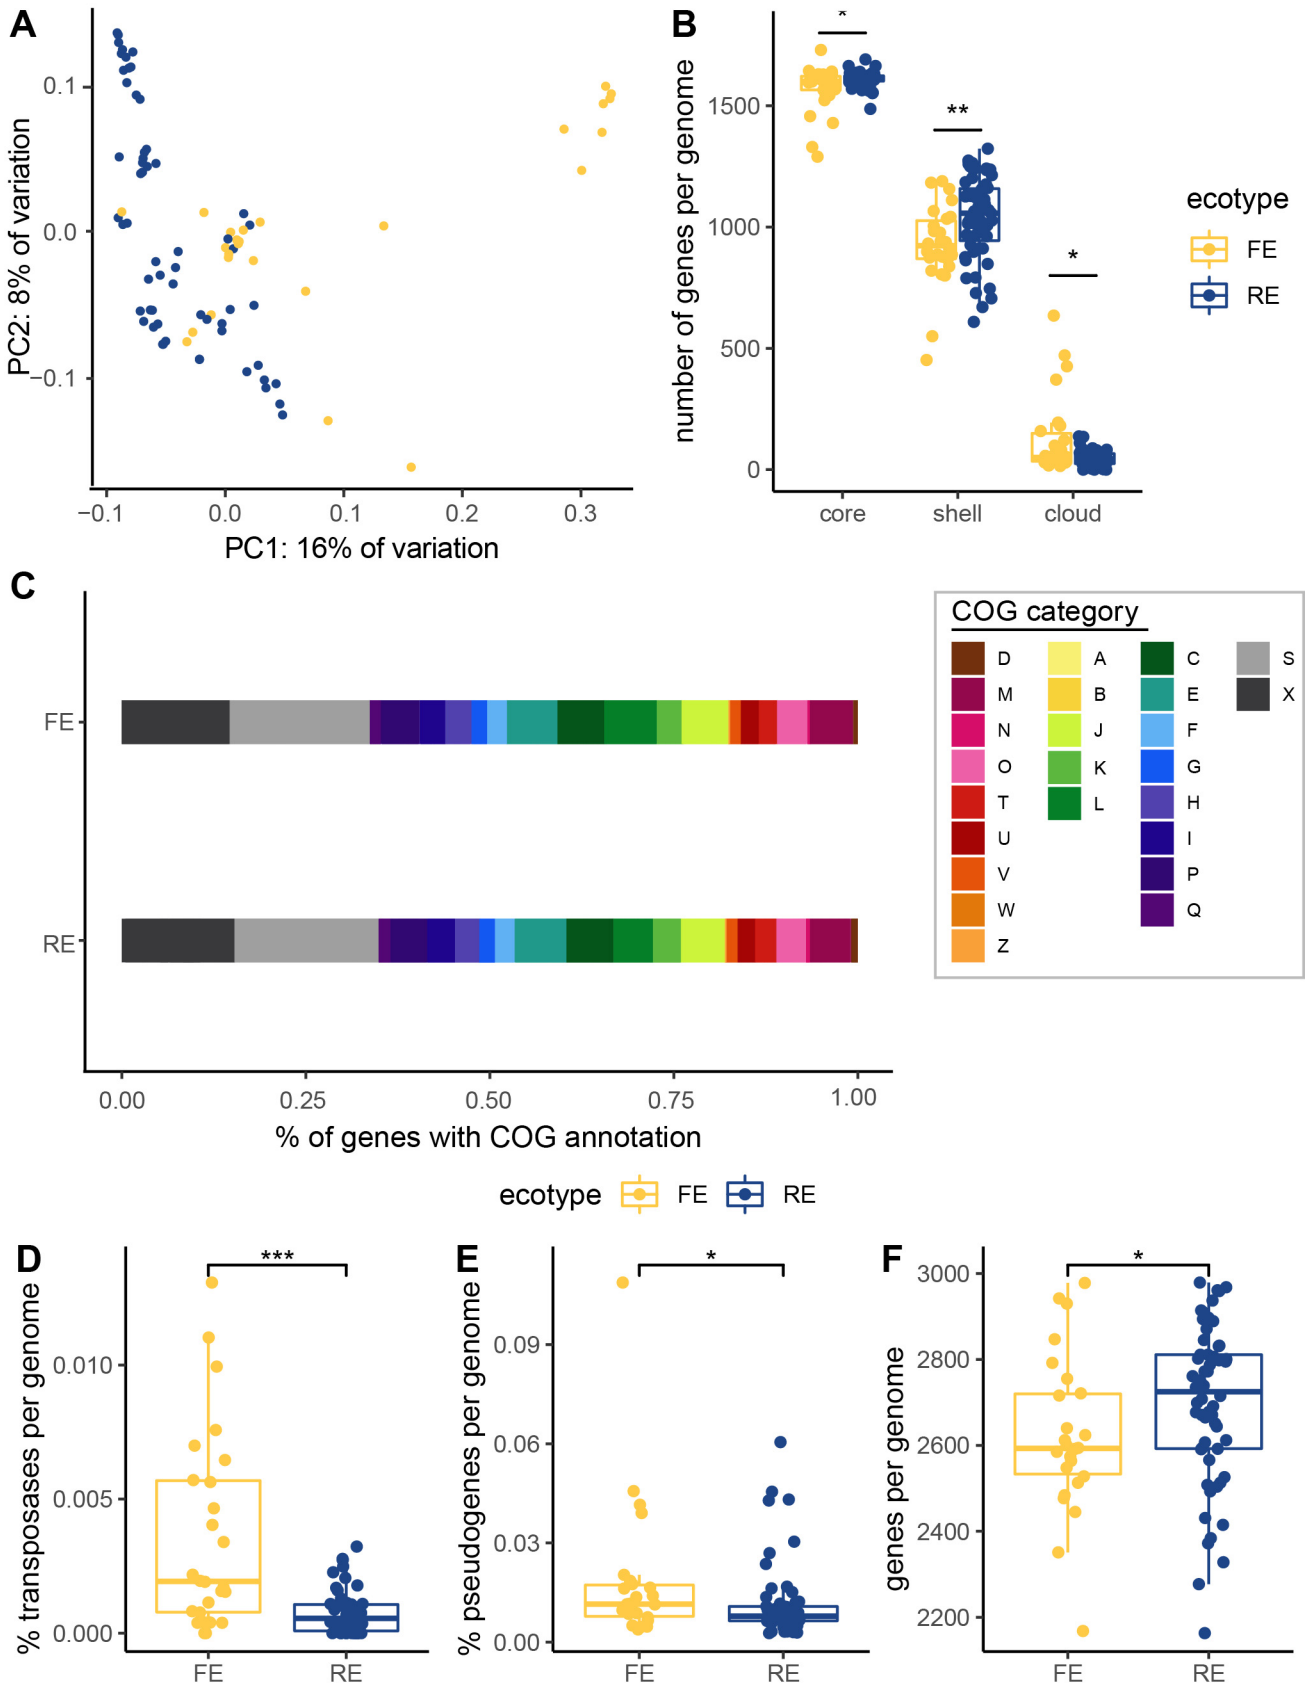 A
PC2: 8% of variation
0.1
0.0
−0.1
−0.1
0.0
0.1
0.2
0.3
PC1: 16% of variation
B
number of genes per genome
1500
1000
500
0
*
**
*
core
shell
cloud
ecotype
FE
RE
C
FE
RE
0.00
0.25
0.50
0.75
1.00
% of genes with COG annotation
COG category
D
M
N
O
T
U
V
W
Z
A
B
J
K
L
C
E
F
G
H
I
P
Q
S
X
ecotype
FE
RE
D
% transposases per genome
0.010
0.005
0.000
***
FE
RE
E
% pseudogenes per genome
0.09
0.06
0.03
0.00
*
FE
RE
F
genes per genome
3000
2800
2600
2400
2200
*
FE
RE